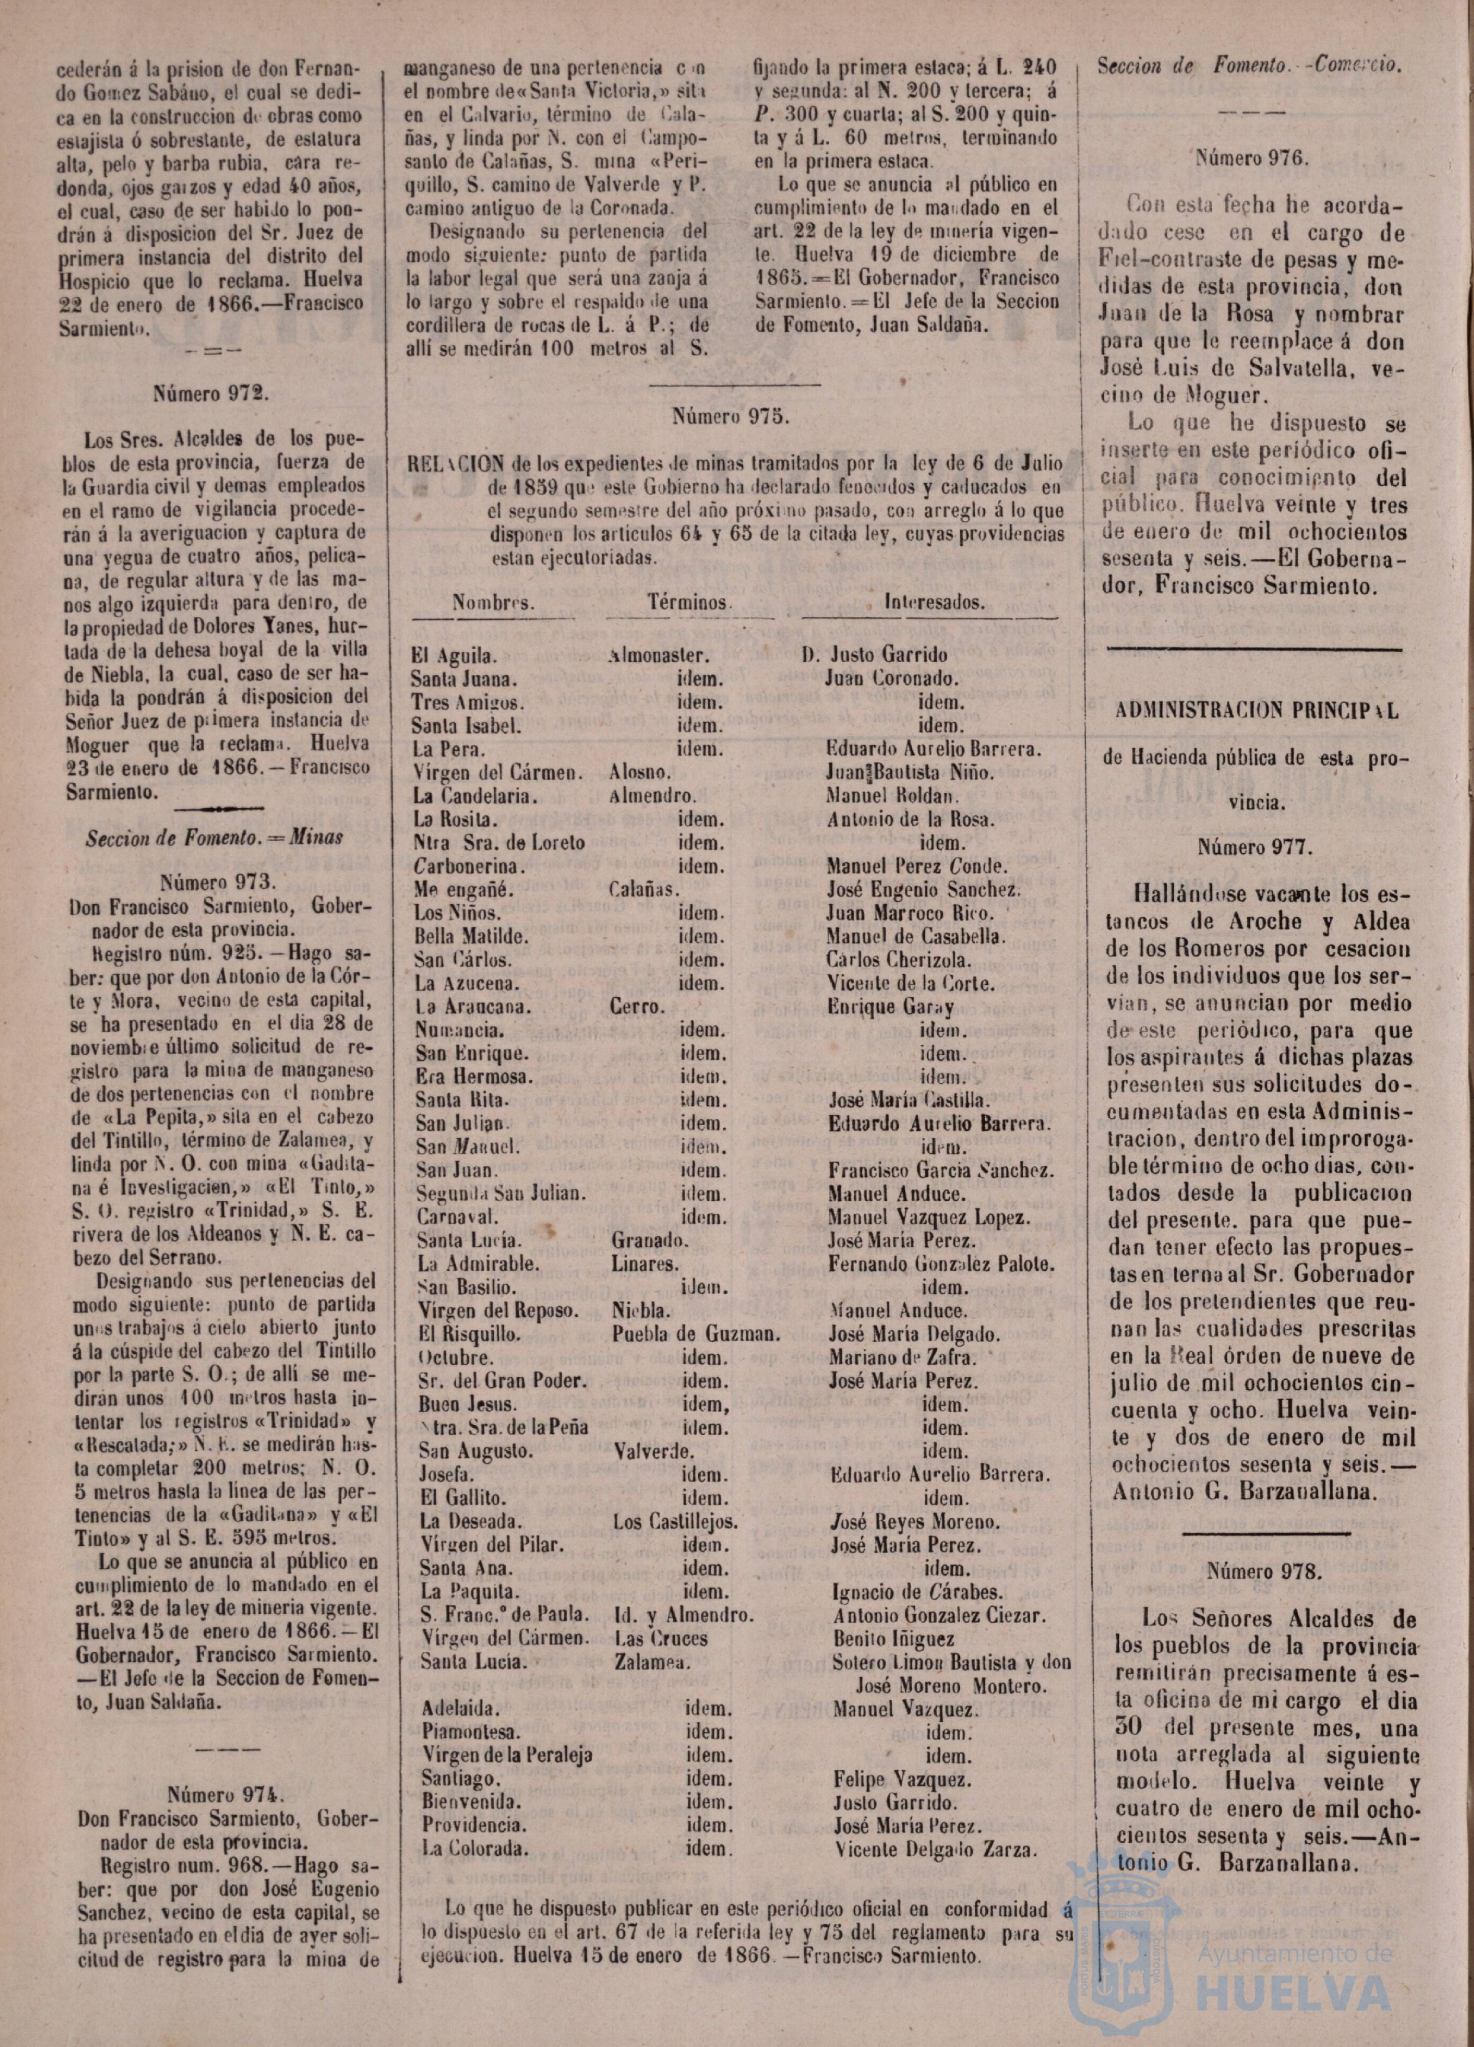 cederán á la prision de don Fernan-
do Gomez Sabáuo, el cual se dedi-
ca en la construccion de obras como
estajista ó sobrestante, de estatura
alta, pelo y barba rubia, cara re-
donda, ojos garzos y edad 40 años,
el cual, caso de ser habido lo pon-
drán á disposicion del Sr. Juez de
primera instancia del distrito del
Hospicio que lo reclama. Huelva
22 de enero de 1866.—Francisco
Sarmiento.
Número 972.
Los Sres. Alcaldes de los pue-
blos de esta provincia, fuerza de
la Guardia civil y demas empleados
en el ramo de vigilancia procede-
rán á la averiguacion y captura de
una yegua de cuatro años, pelica-
na, de regular altura y de las ma-
nos algo izquierda para dentro, de
la propiedad de Dolores Yanes, hur-
tada de la dehesa boyal de la villa
de Niebla, la cual, caso de ser ha-
bida la pondrán á disposicion del
Señor Juez de primera instancia de
Moguer que la reclama. Huelva
23 de enero de 1866.—Francisco
Sarmiento.
Seccion de Fomento.=Minas
Número 973.
Don Francisco Sarmiento, Gober-
nador de esta provincia.
Registro núm. 925.—Hago sa-
ber: que por don Antonio de la Cór-
te y Mora, vecino de esta capital,
se ha presentado en el dia 28 de
noviembre último solicitud de re-
gistro para la mina de manganeso
de dos pertenencias con el nombre
de «La Pepita,» sita en el cabezo
del Tintillo, término de Zalamea, y
linda por N. O. con mina «Gadita-
na é Investigacien,» «El Tinto,»
S. O. registro «Trinidad,» S. E.
rivera de los Aldeanos y N. E. ca-
bezo del Serrano.
Designando sus pertenencias del
modo siguiente: punto de partida
unos trabajos á cielo abierto junto
á la cúspide del cabezo del Tintillo
por la parte S. O.; de allí se me-
dirán unos 100 metros hasta in-
tentar los registros «Trinidad» y
«Rescatada;» N. E. se medirán has-
ta completar 200 metros; N. O.
5 metros hasta la linea de las per-
tenencias de la «Gaditana» y «El
Tinto» y al S. E. 595 metros.
Lo que se anuncia al público en
cumplimiento de lo mandado en el
art. 22 de la ley de mineria vigente.
Huelva 15 de enero de 1866.—El
Gobernador, Francisco Sarmiento.
—El Jefe de la Seccion de Fomen-
to, Juan Saldaña.
Número 974.
Don Francisco Sarmiento, Gober-
nador de esta provincia.
Registro num. 968.—Hago sa-
ber: que por don José Eugenio
Sanchez, vecino de esta capital, se
ha presentado en el dia de ayer soli-
citud de registro para la mina de
manganeso de una pertenencia con
el nombre de «Santa Victoria,» sita
en el Calvario, término de Cala-
ñas, y linda por N. con el Campo-
santo de Calañas, S. mina «Peri-
quillo, S. camino de Valverde y P.
camino antiguo de la Coronada.
Designando su pertenencia del
modo siguiente: punto de partida
la labor legal que será una zanja á
lo largo y sobre el respaldo de una
cordillera de rocas de L. á P.; de
allí se medirán 100 metros al S.
fijando la primera estaca; á L. 240
y segunda: al N. 200 y tercera; á
P. 300 y cuarta; al S. 200 y quin-
ta y á L. 60 metros, terminando
en la primera estaca.
Lo que se anuncia al público en
cumplimiento de lo mandado en el
art. 22 de la ley de minería vigen-
te. Huelva 19 de diciembre de
1865.=El Gobernador, Francisco
Sarmiento.=El Jefe de la Seccion
de Fomento, Juan Saldaña.
Número 975.
RELACION de los expedientes de minas tramitados por la ley de 6 de Julio
de 1859 que este Gobierno ha declarado fenecidos y caducados en
el segundo semestre del año próximo pasado, con arreglo á lo que
disponen los artículos 64 y 65 de la citada ley, cuyas providencias
estan ejecutoriadas.
Nombres. Términos. Interesados.
El Aguila. Almonaster. D. Justo Garrido
Santa Juana. idem. Juan Coronado.
Tres Amigos. idem. idem.
Santa Isabel. idem. idem.
La Pera. idem. Eduardo Aurelio Barrera.
Vírgen del Cármen. Alosno. Juan Bautista Niño.
La Candelaria. Almendro. Manuel Roldan.
La Rosita. idem. Antonio de la Rosa.
Ntra Sra. de Loreto idem. idem.
Carbonerina. idem. Manuel Perez Conde.
Me engañé. Calañas. José Engenio Sanchez.
Los Niños. idem. Juan Marroco Rico.
Bella Matilde. idem. Manuel de Casabella.
San Cárlos. idem. Cárlos Cherizola.
La Azucena. idem. Vicente de la Corte.
La Araucana. Cerro. Enrique Garay
Numancia. idem. idem.
San Enrique. idem. idem.
Era Hermosa. idem. idem.
Santa Rita. idem. José María Castilla.
San Julian. idem. Eduardo Aurelio Barrera.
San Manuel. idem. idem.
San Juan. idem. Francisco Garcia Sanchez.
Segunda San Julian. idem. Manuel Anduce.
Carnaval. idem. Manuel Vazquez Lopez.
Santa Lucía. Granado. José María Perez.
La Admirable. Linares. Fernando Gonzalez Palote.
San Basilio. idem. idem.
Vírgen del Reposo. Niebla. Manuel Anduce.
El Risquillo. Puebla de Guzman. José María Delgado.
Octubre. idem. Mariano de Zafra.
Sr. del Gran Poder. idem. José María Perez.
Buen Jesus. idem, idem.
Ntra. Sra. de la Peña idem. idem.
San Augusto. Valverde. idem.
Josefa. idem. Eduardo Aurelio Barrera.
El Gallito. idem. idem.
La Deseada. Los Castillejos. José Reyes Moreno.
Vírgen del Pilar. idem. José María Perez.
Santa Ana. idem. idem.
La Paquita. idem. Ignacio de Cárabes.
S. Franc.º de Paula. Id. y Almendro. Antonio Gonzalez Ciezar.
Vírgen del Cármen. Las Cruces Benito Iñiguez
Santa Lucía. Zalamea. Sotero Limon Bautista y don
José Moreno Montero.
Adelaida. idem. Manuel Vazquez.
Piamontesa. idem. idem.
Vírgen de la Peraleja idem. idem.
Santiago. idem. Felipe Vazquez.
Bienvenida. idem. Justo Garrido.
Providencia. idem. José María Perez.
La Colorada. idem. Vicente Delgado Zarza.
Lo que he dispuesto publicar en este periódico oficial en conformidad á
lo dispuesto en el art. 67 de la referida ley y 75 del reglamento para su
ejecucion. Huelva 15 de enero de 1866.—Francisco Sarmiento.
Seccion de Fomento.-Comercio.
Número 976.
Con esta fecha he acorda-
dado cese en el cargo de
Fiel-contraste de pesas y me-
didas de esta provincia, don
Juan de la Rosa y nombrar
para que le reemplace á don
José Luis de Salvatella, ve-
cino de Moguer.
Lo que he dispuesto se
inserte en este periódico ofi-
cial para conocimiento del
público. Huelva veinte y tres
de enero de mil ochocientos
sesenta y seis.—El Goberna-
dor, Francisco Sarmiento.
ADMINISTRACION PRINCIPAL
de Hacienda pública de esta pro-
vincia.
Número 977.
Hallándose vacante los es-
tancos de Aroche y Aldea
de los Romeros por cesacion
de los individuos que los ser-
vian, se anuncian por medio
de este periódico, para que
los aspirantes á dichas plazas
presenten sus solicitudes do-
cumentadas en esta Adminis-
tracion, dentro del improroga-
ble término de ocho dias, con-
tados desde la publicacion
del presente. para que pue-
dan tener efecto las propues-
tas en terna al Sr. Gobernador
de los pretendientes que reu-
nan las cualidades prescritas
en la Real órden de nueve de
julio de mil ochocientos cin-
cuenta y ocho. Huelva vein-
te y dos de enero de mil
ochocientos sesenta y seis.—
Antonio G. Barzanallana.
Número 978.
Los Señores Alcaldes de
los pueblos de la provincia
remitirán precisamente á es-
ta oficina de mi cargo el dia
30 del presente mes, una
nota arreglada al siguiente
modelo. Huelva veinte y
cuatro de enero de mil ocho-
cientos sesenta y seis.—An-
tonio G. Barzanallana.
Ayuntamiento de
HUELVA